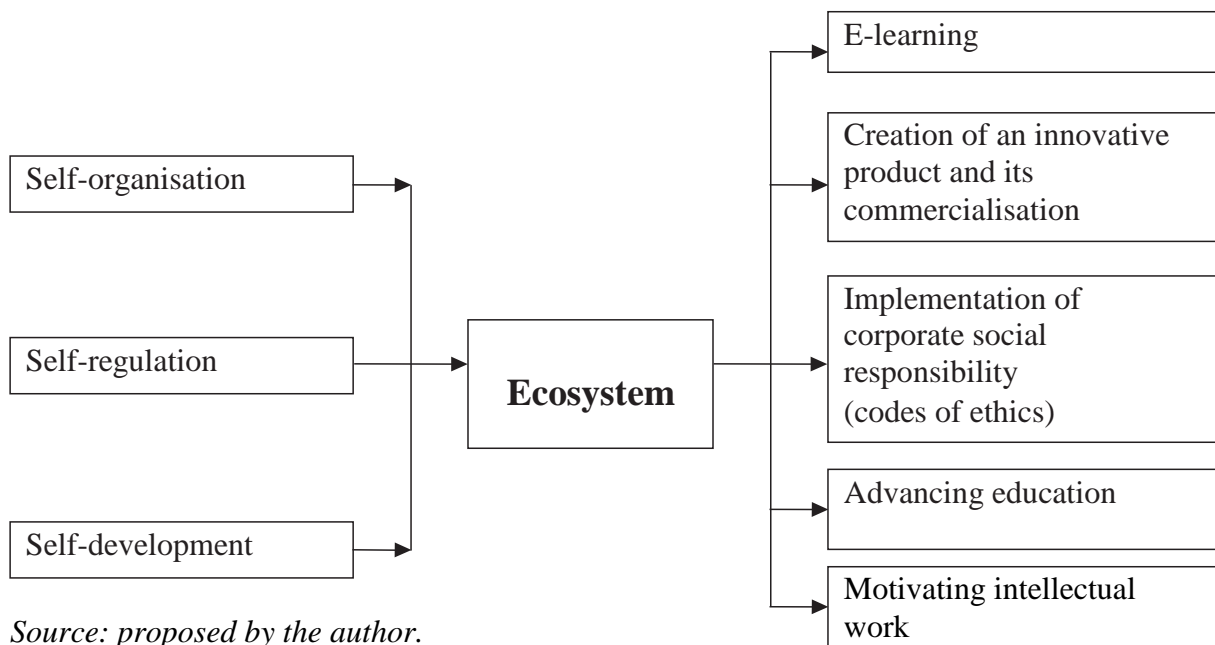 Self-organisation
Self-regulation
Self-development
Ecosystem
E-learning
Creation of an innovative
product and its
commercialisation
Implementation of
corporate social
responsibility
(codes of ethics)
Advancing education
Motivating intellectual
work
Source: proposed by the author.